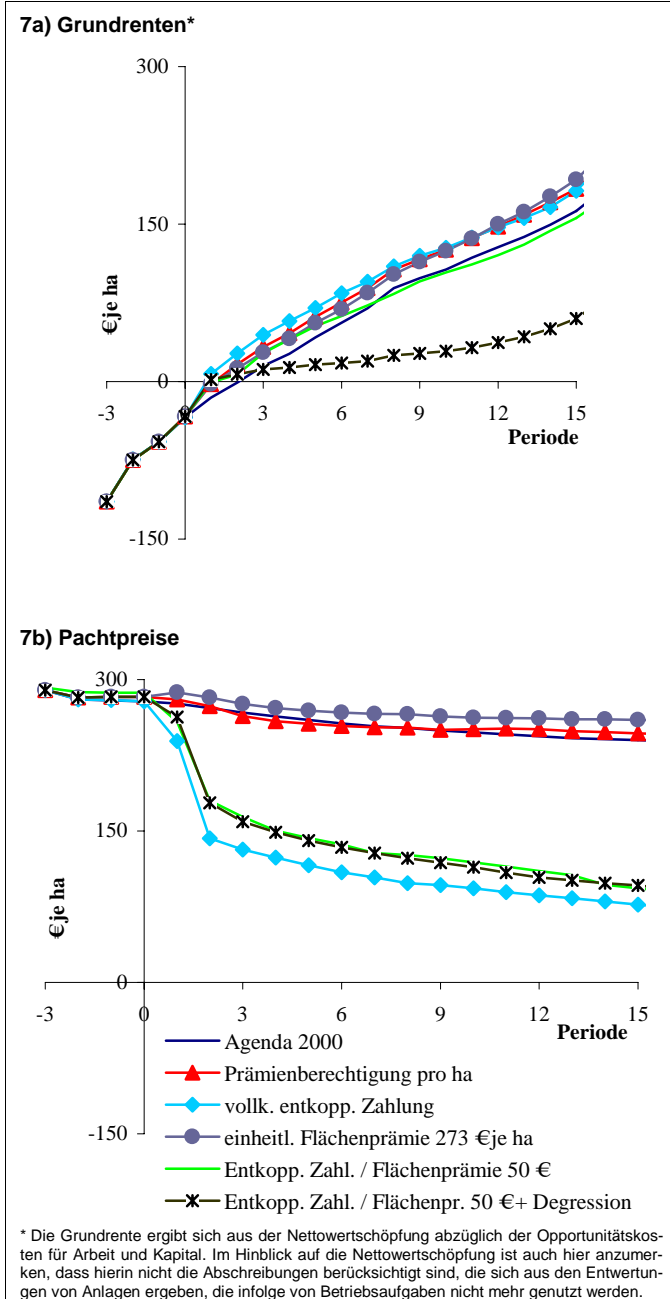 7a) Grundrenten*
300
150
0
-150
€je ha
-3
0
3
6
9
12
15
Periode
7b) Pachtpreise
300
150
0
-150
€je ha
-3
0
3
6
9
12
15
Periode
Agenda 2000
Prämienberechtigung pro ha
vollk. entkopp. Zahlung
einheitl. Flächenprämie 273 €je ha
Entkopp. Zahl. / Flächenprämie 50 €
Entkopp. Zahl. / Flächenpr. 50 €+ Degression
* Die Grundrente ergibt sich aus der Nettowertschöpfung abzüglich der Opportunitätskos-
ten für Arbeit und Kapital. Im Hinblick auf die Nettowertschöpfung ist auch hier anzumer-
ken, dass hierin nicht die Abschreibungen berücksichtigt sind, die sich aus den Entwertun-
gen von Anlagen ergeben, die infolge von Betriebsaufgaben nicht mehr genutzt werden.